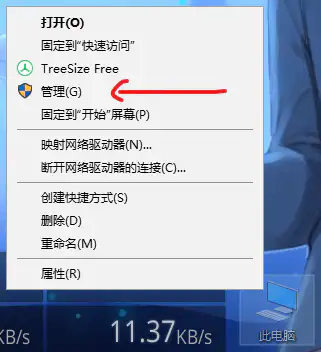 打开(O)
固定到"快速访问"
TreeSize Free
管理(G)
固定到"开始"屏幕(P)
映射网络驱动器(N)...
断开网络驱动器的连接(C)...
创建快捷方式(S)
删除(D)
重命名(M)
属性(R)
KB/s
11.37KB/s
此电脑